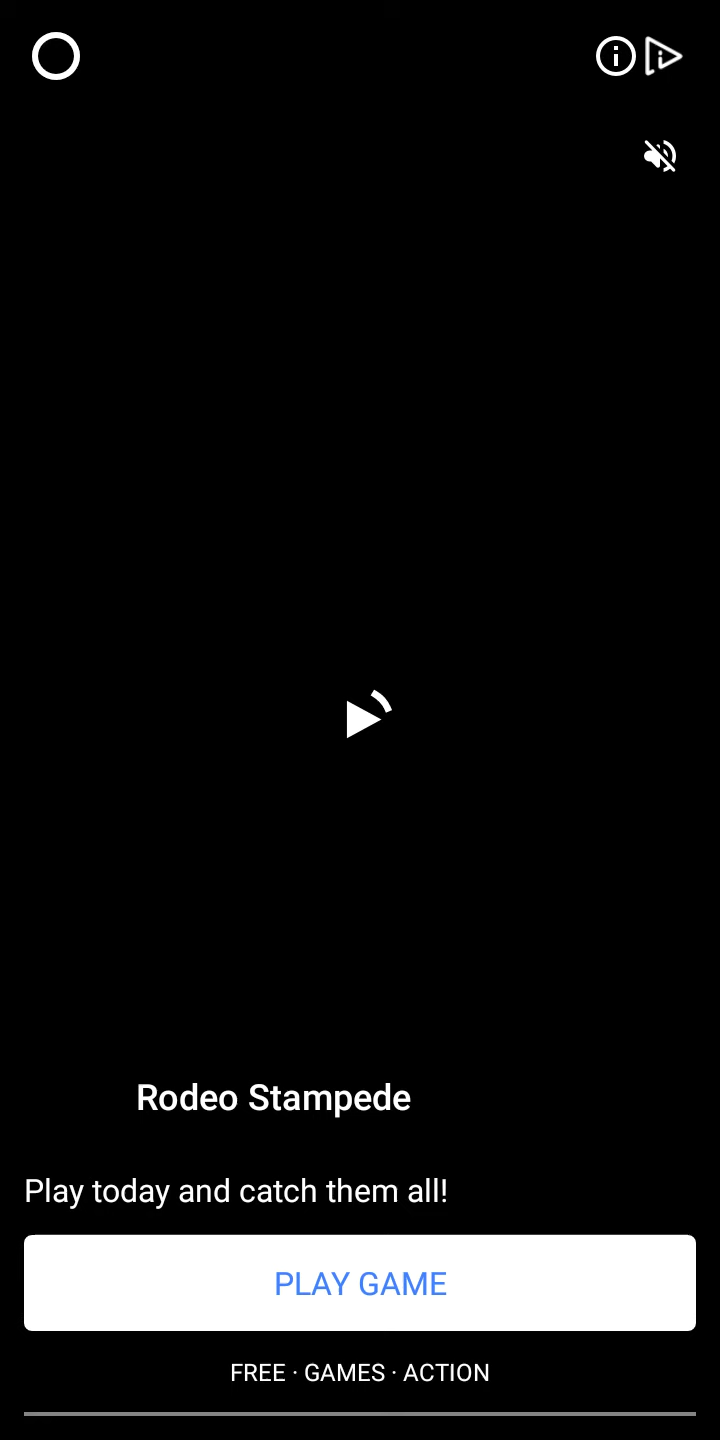 Rodeo Stampede
Play today and catch them all!
PLAY GAME
FREE · GAMES · ACTION